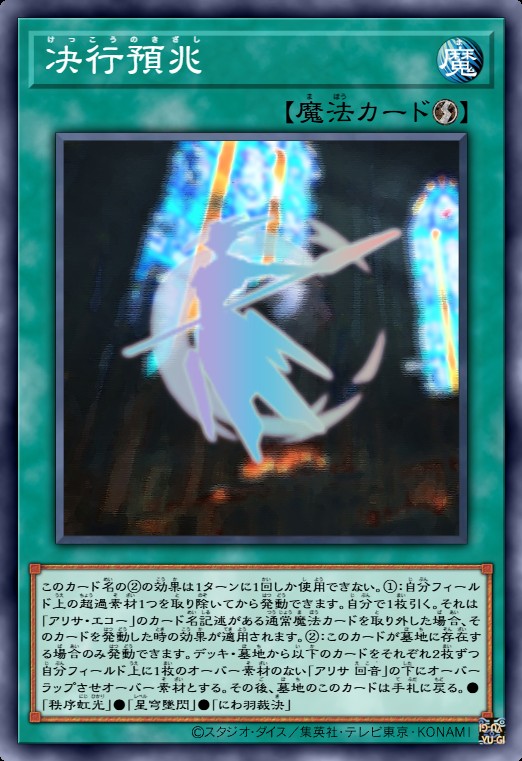 けっこうのきざし
决行預兆
魔
【魔法カード】
このカード名の②の効果は1ターンに1回しか使用できない。①:自分フィール
ド上の超過素材1つを取り除いてから発動できます。自分で1枚引く。それは
「アリサ・エコー」のカード名記述がある通常魔法カードを取り外した場合、そ
のカードを発動した時の効果が適用されます。②:このカードが墓地に存在す
る場合のみ発動できます。デッキ・墓地から以下のカードをそれぞれ2枚ずつ
自分フィールド上に1枚のオーバー素材のない「アリサ 回音」の下にオーバー
ラップさせオーバー素材とする。その後、墓地のこのカードは手札に戻る。●
「秩序虹光」●「星穹墜閃」●「にわ羽裁決」
©スタジオ・ダイス/集英社・テレビ東京・KONAMI